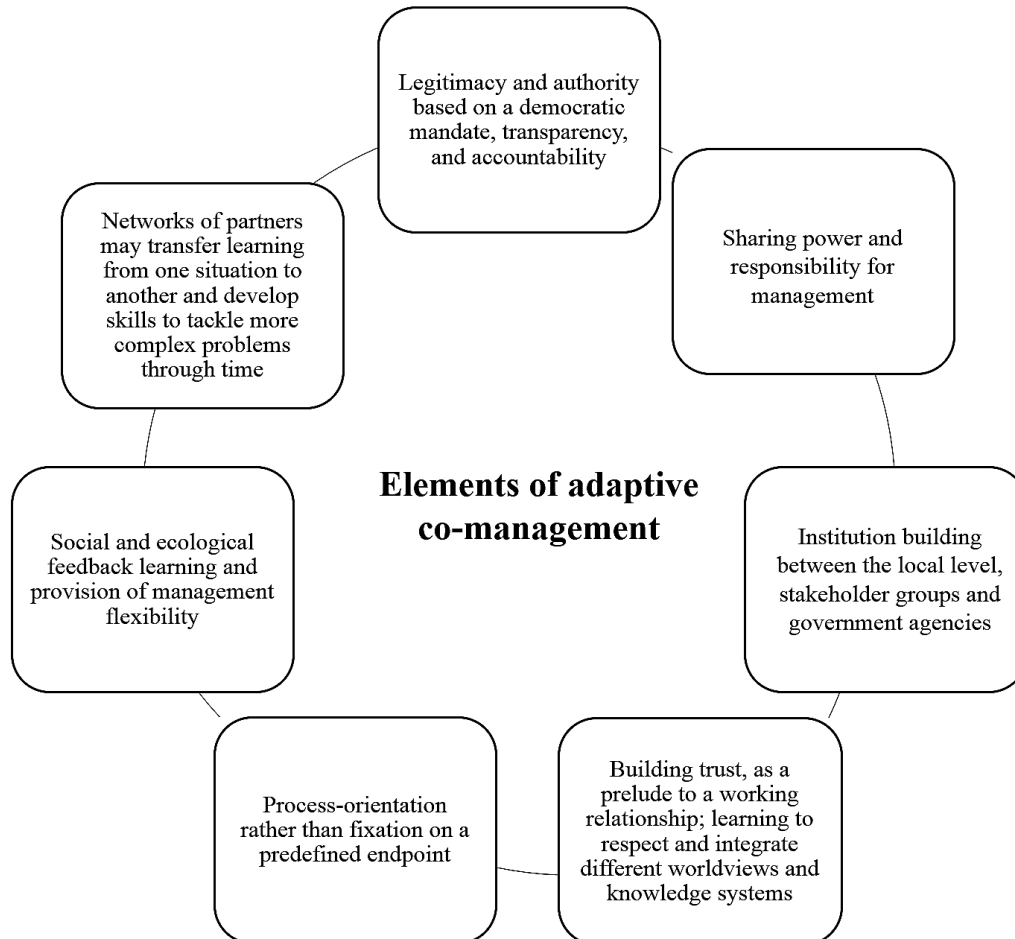 Legitimacy and authority
based on a democratic
mandate, transparency,
and accountability
Sharing power and
responsibility for
management
Institution building
between the local level,
stakeholder groups and
government agencies
Building trust, as a
prelude to a working
relationship; learning to
respect and integrate
different worldviews and
knowledge systems
Process-orientation
rather than fixation on a
predefined endpoint
Social and ecological
feedback learning and
provision of management
flexibility
Networks of partners
may transfer learning
from one situation to
another and develop
skills to tackle more
complex problems
through time
Elements of adaptive
co-management